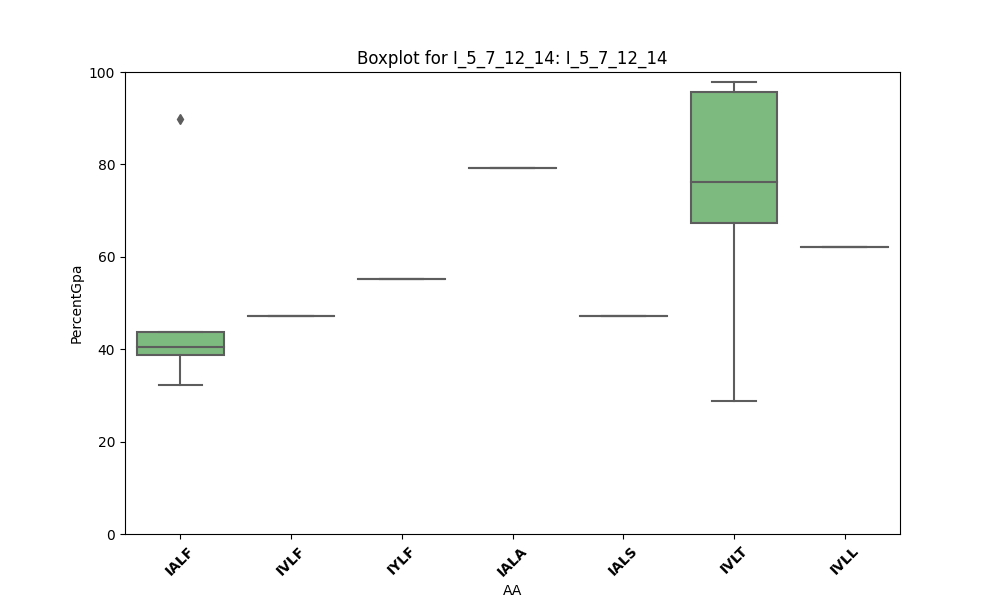 Boxplot for I_5_7_12_14: I_5_7_12_14
100
80
60
40
20
0
PercentGpa
IALF
IVLF
IYLF
IALA
IALS
IVLT
IVLL
AA